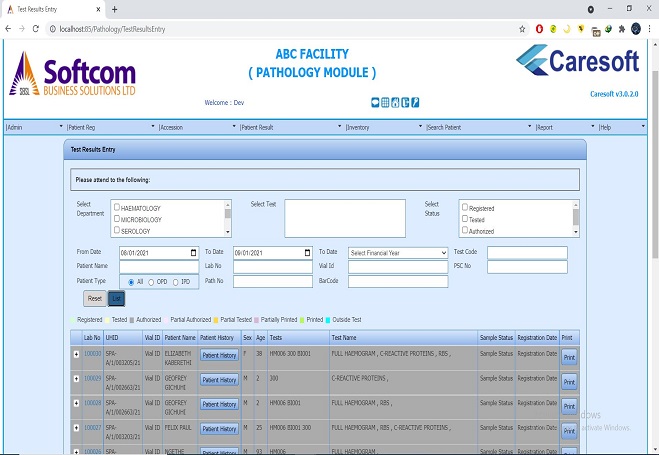 Test Results Entry
localhost:85/Pathology/TestResultsEntry
Softcom
BUSINESS SOLUTIONS LTD
ABC FACILITY
( PATHOLOGY MODULE )
Caresoft
Caresoft v3.0.2.0
Welcome : Dev
|Admin |Patient Reg |Accession |Patient Result |Inventory |Search Patient |Report |Help
Test Results Entry
Please attend to the following:
Select Department
HAEMATOLOGY
MICROBIOLOGY
SEROLOGY
Select Test
Select Status
Registered
Tested
Authorized
From Date 08/01/2021 To Date 09/01/2021 To Date Select Financial Year Test Code
Patient Name Lab No Vial Id PSC No
Patient Type All OPD IPD Path No BarCode
Reset List
Registered Tested Authorized Partial Authorized Partial Tested Partially Printed Printed Outside Test
Lab No UHID Vial ID Patient Name Patient History Sex Age Tests Test Name Sample Status Registration Date Print
100030 SPA-A/1/003205/21 Vial ID ELIZABETH KABERETHI Patient History F 38 HM006 300 BI001 FULL HAEMOGRAM , C-REACTIVE PROTEINS , RBS , Sample Status Registration Date Print
100029 SPA-A/1/002663/21 Vial ID GEOFREY GICHUHI Patient History M 2 300 C-REACTIVE PROTEINS , Sample Status Registration Date Print
100028 SPA-A/1/002663/21 Vial ID GEOFREY GICHUHI Patient History M 2 HM006 BI001 FULL HAEMOGRAM , RBS , Sample Status Registration Date Print
100027 SPA-A/1/003203/21 Vial ID FELIX PAUL Patient History M 25 HM006 BI001 300 FULL HAEMOGRAM , RBS , C-REACTIVE PROTEINS , Sample Status Registration Date Print
100026 SPA- Vial ID NGETHE Patient History M 93 HM006 FULL HAEMOGRAM , Sample Status Registration Date